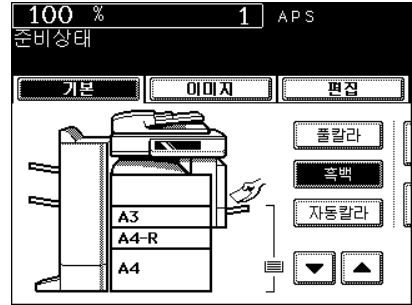 100 % 1 APS
준비상태
기본 이미지 편집
풀칼라
흑백
자동칼라
A3
A4-R
A4